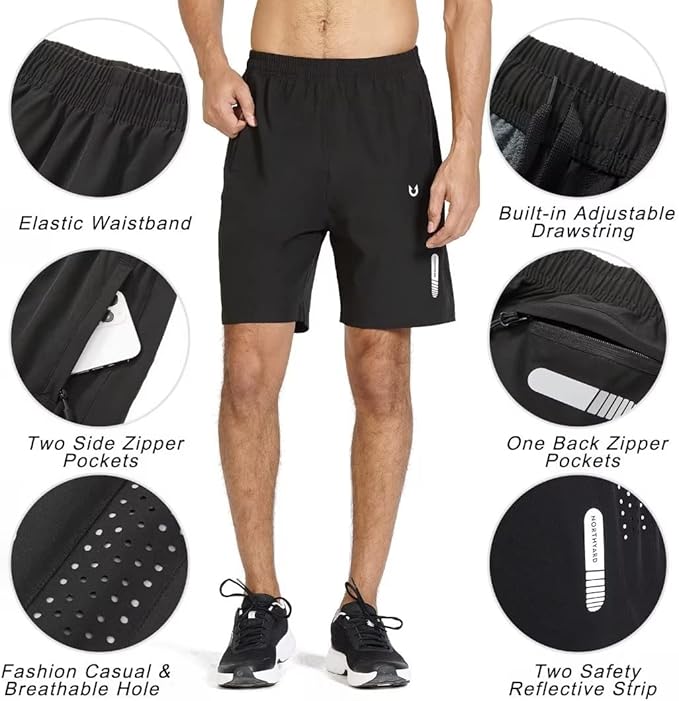 Elastic Waistband
Built-in Adjustable
Drawstring
Two Side Zipper
Pockets
One Back Zipper
Pockets
NORTHYARD
Fashion Casual &
Breathable Hole
Two Safety
Reflective Strip